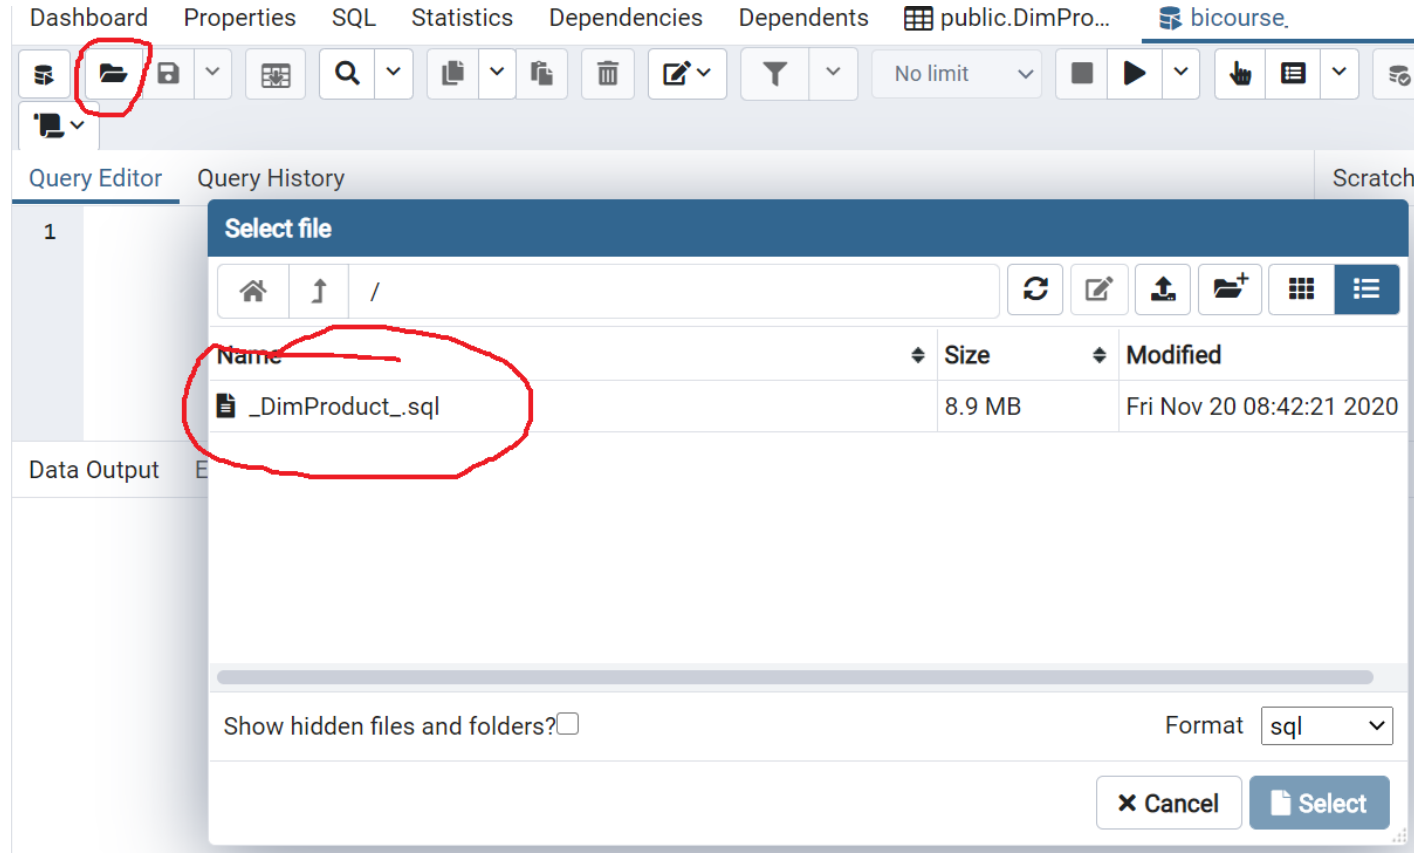 Dashboard Properties SQL Statistics Dependencies Dependents public.DimPro... bicourse.
No limit
Query Editor Query History Scratch
1
Select file
/
Name Size Modified
_DimProduct_.sql 8.9 MB Fri Nov 20 08:42:21 2020
Data Output E
Show hidden files and folders? Format sql
Cancel Select